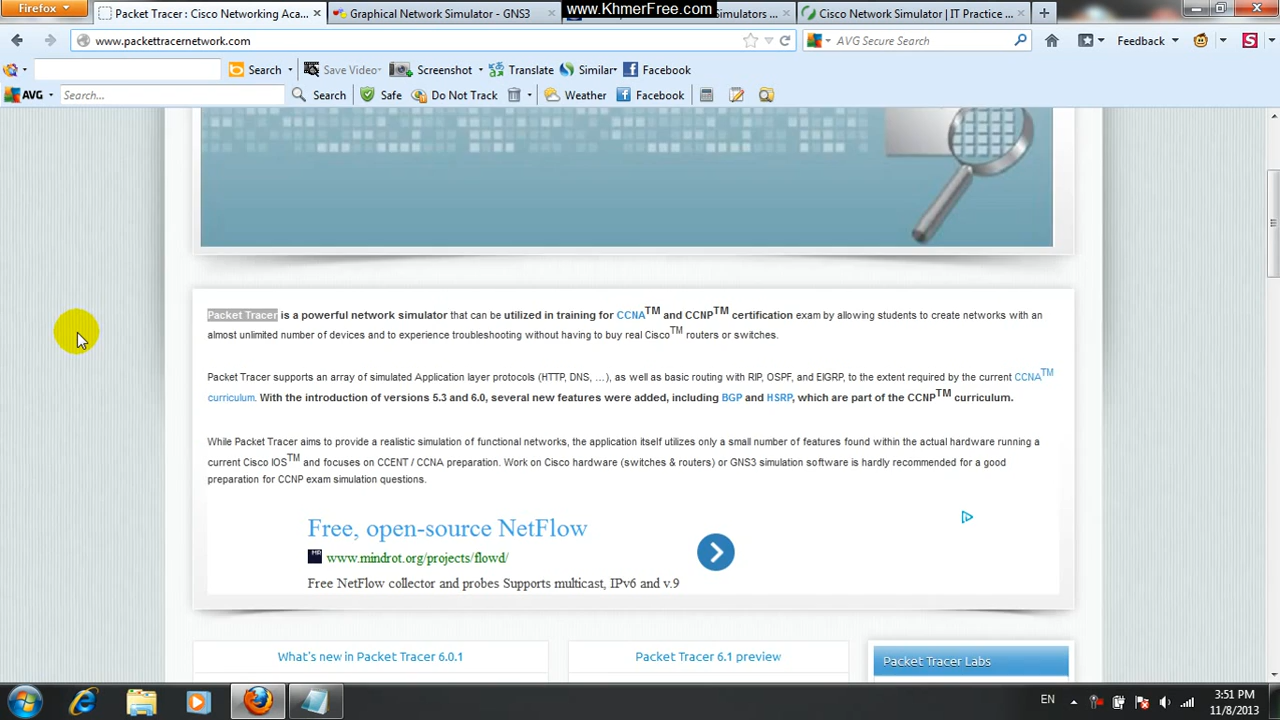 Firefox
Packet Tracer : Cisco Networking Aca...
Graphical Network Simulator - GNS3
www.KhmerFree.com
imulators ...
Cisco Network Simulator | IT Practice ...
www.packettracernetwork.com
AVG Secure Search
Feedback
Search
Save Video
Screenshot
Translate
Similar
Facebook
AVG
Search...
Search
Safe
Do Not Track
Weather
Facebook
Packet Tracer is a powerful network simulator that can be utilized in training for CCNA™ and CCNP™ certification exam by allowing students to create networks with an
almost unlimited number of devices and to experience troubleshooting without having to buy real Cisco™ routers or switches.
Packet Tracer supports an array of simulated Application layer protocols (HTTP, DNS, ...), as well as basic routing with RIP, OSPF, and EIGRP, to the extent required by the current CCNA™
curriculum. With the introduction of versions 5.3 and 6.0, several new features were added, including BGP and HSRP, which are part of the CCNP™ curriculum.
While Packet Tracer aims to provide a realistic simulation of functional networks, the application itself utilizes only a small number of features found within the actual hardware running a
current Cisco IOS™ and focuses on CCENT / CCNA preparation. Work on Cisco hardware (switches & routers) or GNS3 simulation software is hardly recommended for a good
preparation for CCNP exam simulation questions.
Free, open-source NetFlow
www.mindrot.org/projects/flowd/
Free NetFlow collector and probes Supports multicast, IPv6 and v.9
What's new in Packet Tracer 6.0.1
Packet Tracer 6.1 preview
Packet Tracer Labs
EN
3:51 PM
11/8/2013